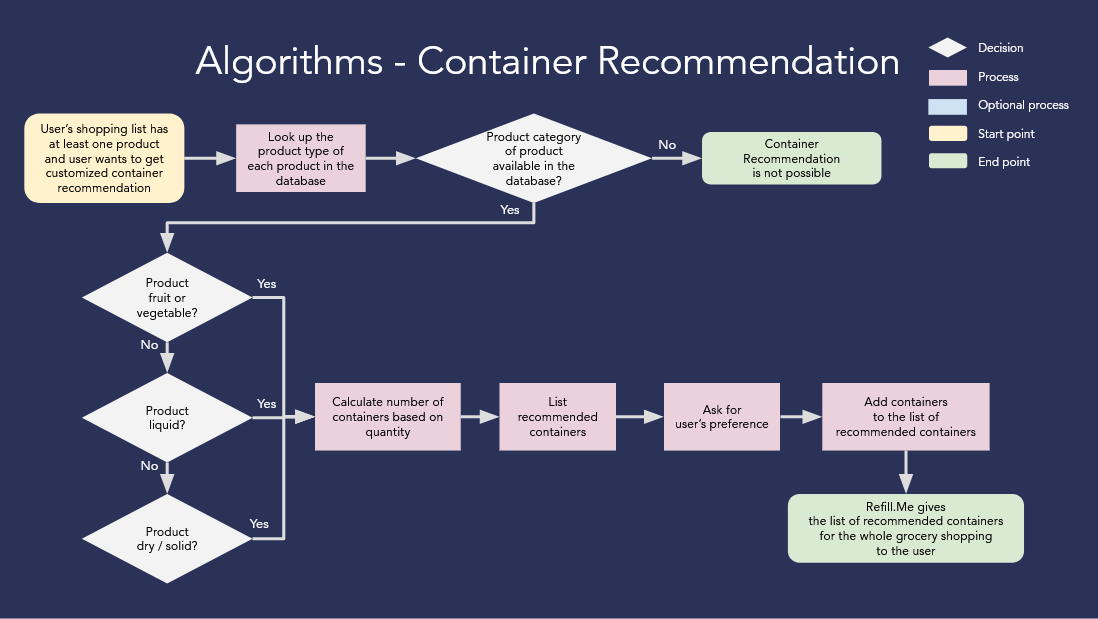 Algorithms - Container Recommendation
Decision
Process
Optional process
Start point
End point
User's shopping list has
at least one product
and user wants to get
customized container
recommendation
Look up the
product type of
each product in the
database
Product category
of product
available in the
database?
No
Container
Recommendation
is not possible
Yes
Product
fruit or
vegetable?
Yes
No
Product
liquid?
Yes
No
Product
dry / solid?
Yes
Calculate number of
containers based on
quantity
List
recommended
containers
Ask for
user's preference
Add containers
to the list of
recommended containers
Refill.Me gives
the list of recommended containers
for the whole grocery shopping
to the user